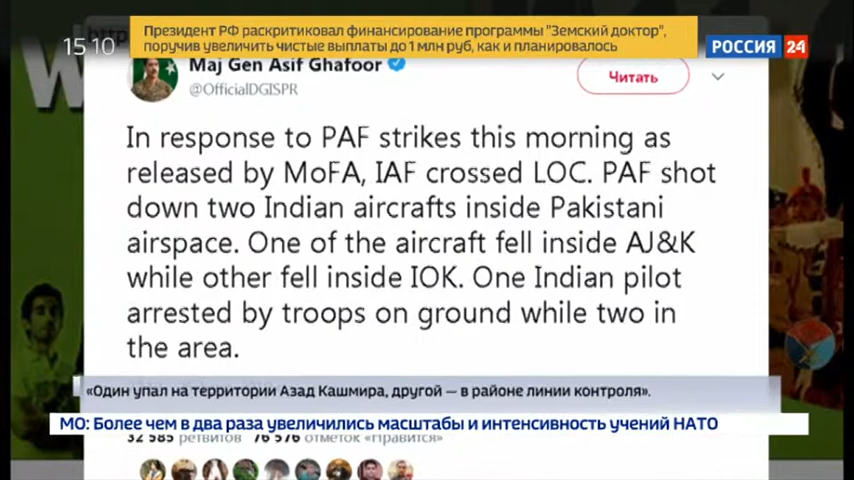 15:10
Президент РФ раскритиковал финансирование программы "Земский доктор",
поручив увеличить чистые выплаты до 1 млн руб, как и планировалось
РОССИЯ 24
Maj Gen Asif Ghafoor
@OfficialDGISPR
Читать
In response to PAF strikes this morning as
released by MoFA, IAF crossed LOC. PAF shot
down two Indian aircrafts inside Pakistani
airspace. One of the aircraft fell inside AJ&K
while other fell inside IOK. One Indian pilot
arrested by troops on ground while two in
the area.
«Один упал на территории Азад Кашмира, другой — в районе линии контроля».
МО: Более чем в два раза увеличились масштабы и интенсивность учений НАТО
32 585 ретвитов 76 576 отметок «Нравится»